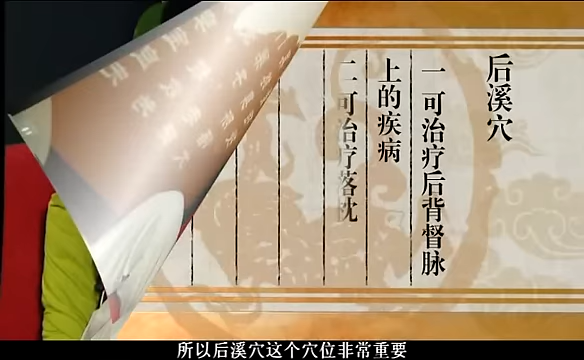 后溪穴
一 可治疗后背督脉
上的疾病
二 可治疗落枕
所以后溪穴这个穴位非常重要